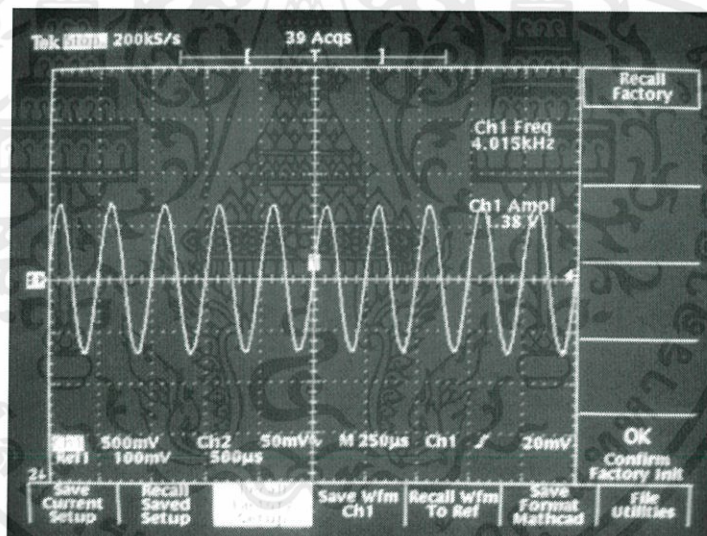 Tek Stop 200kS/s 39 Acqs
Recall
Factory
Ch1 Freq
4.015kHz
Ch1 Ampl
1.38 V
500mV Ch2 50mV M 250µs Ch1 20mV
Ref1 100mV 500µs
OK
Confirm
Factory Init
Save
Current
Setup
Recall
Saved
Setup
Setup
Save Wfm
Ch1
Recall Wfm
To Ref
Save
Format
Mathcad
File
Utilities